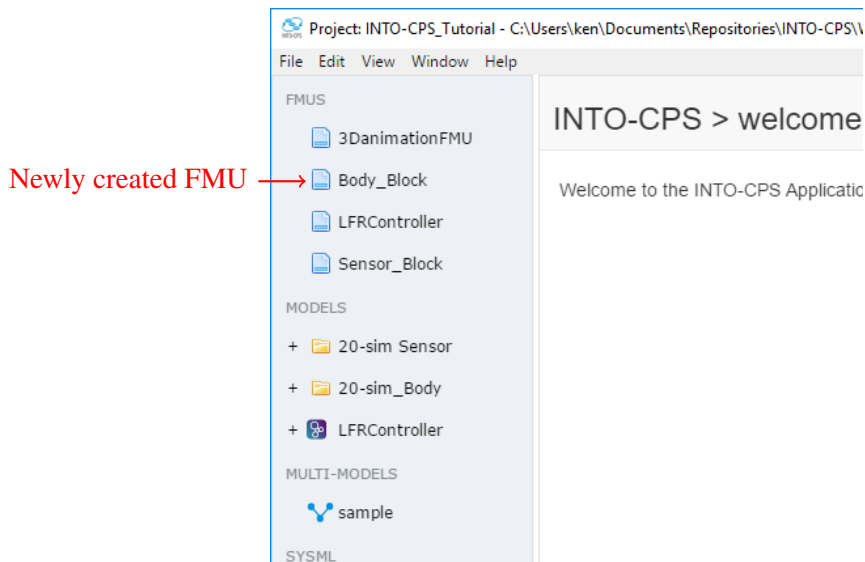 Project: INTO-CPS_Tutorial - C:\Users\ken\Documents\Repositories\INTO-CPS\
File Edit View Window Help
FMUS
INTO-CPS > welcome
3DanimationFMU
Newly created FMU
Body_Block
Welcome to the INTO-CPS
LFRController
Sensor_Block
MODELS
+ 20-sim Sensor
+ 20-sim_Body
+ LFRController
MULTI-MODELS
sample
SYSML